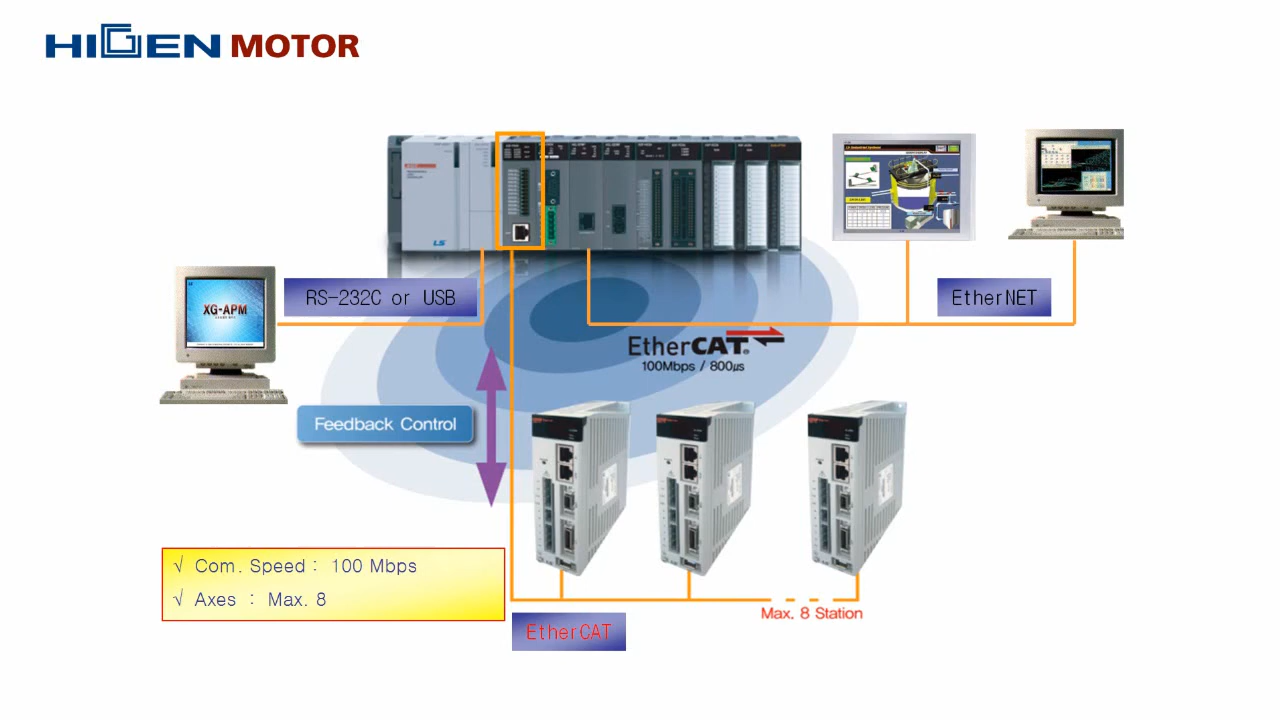 HIGEN MOTOR
LS
RS-232C or USB
EtherNET
XG-APM
EtherCAT®
100Mbps / 800μs
Feedback Control
√ Com. Speed : 100 Mbps
√ Axes : Max. 8
Max. 8 Station
EtherCAT